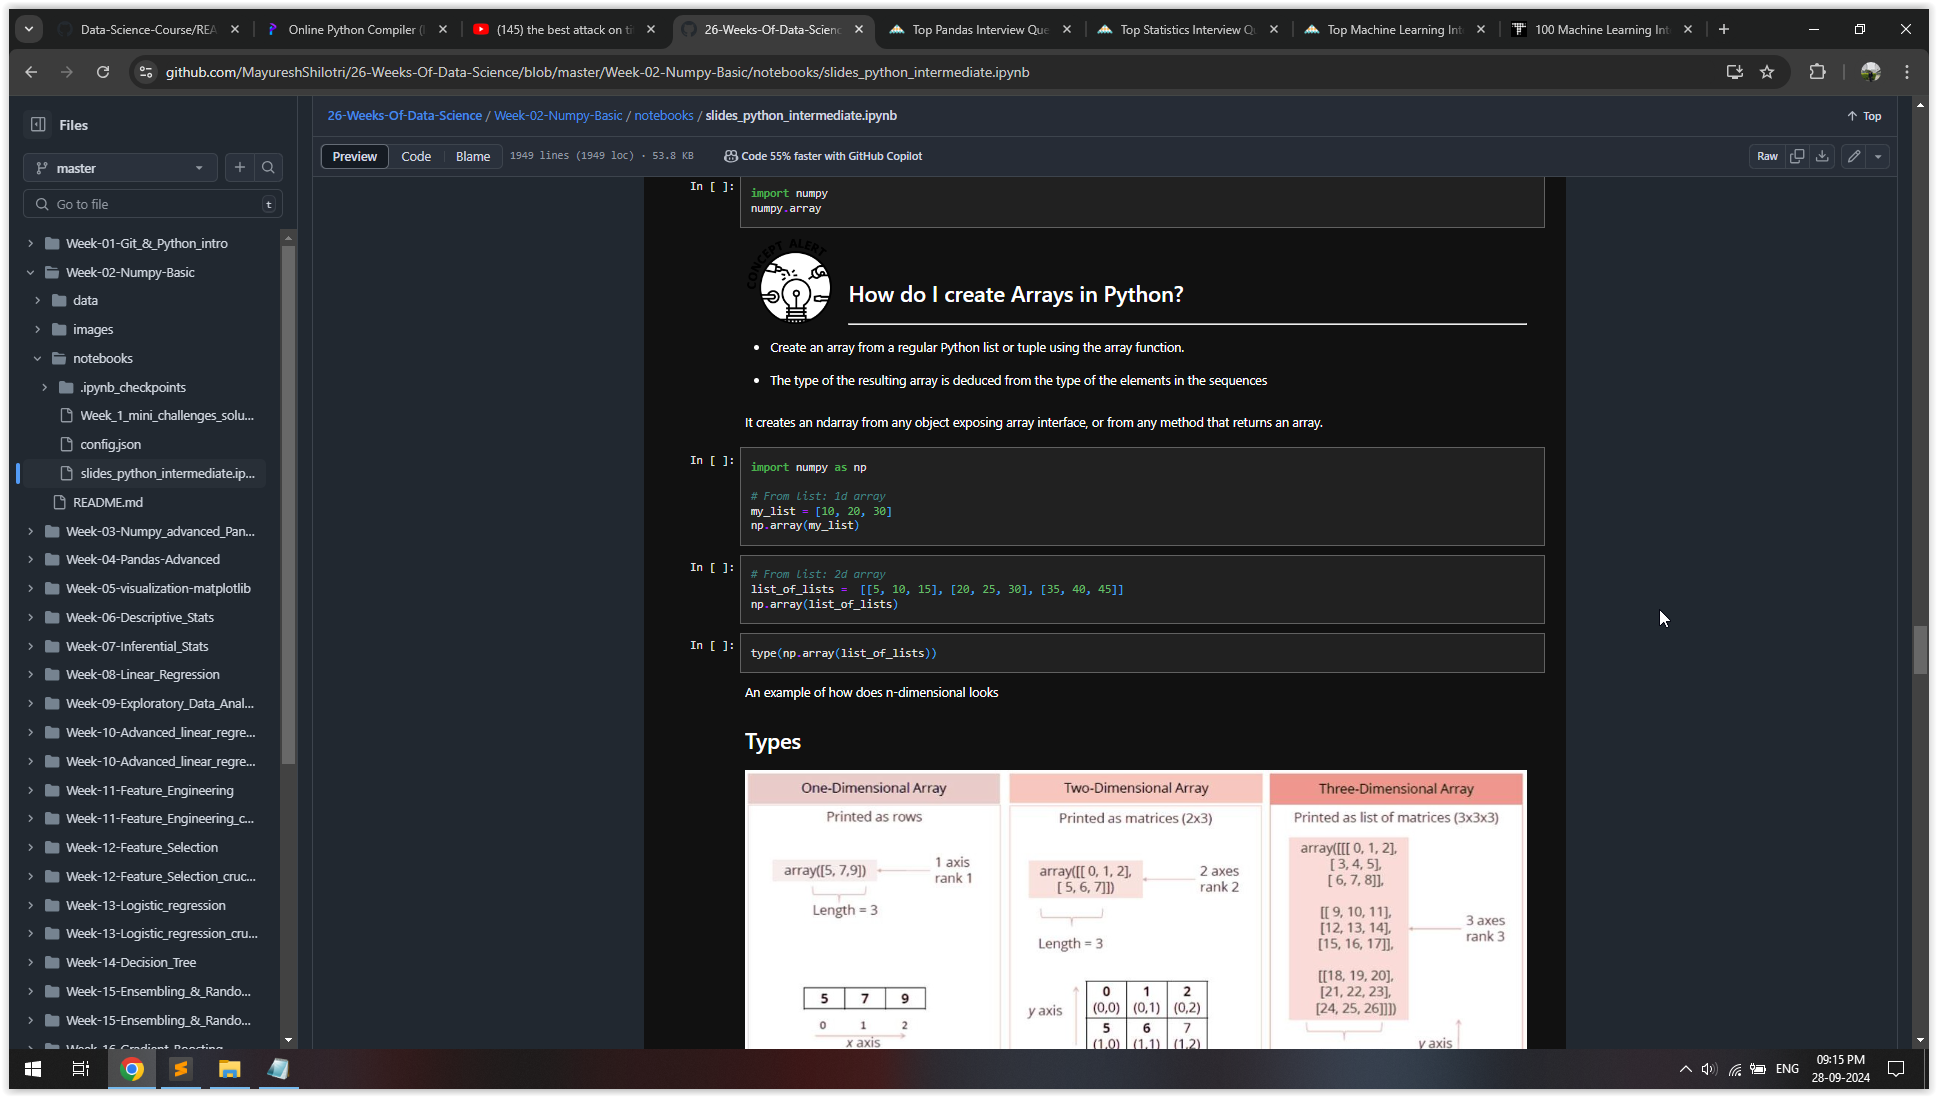 Data-Science-Course/REA
Online Python Compiler (
(145) the best attack on ti
26-Weeks-Of-Data-Scienc
Top Pandas Interview Que
Top Statistics Interview Q
Top Machine Learning Int
100 Machine Learning Int
github.com/MayureshShilotri/26-Weeks-Of-Data-Science/blob/master/Week-02-Numpy-Basic/notebooks/slides_python_intermediate.ipynb
Files
master
Go to file
t
Week-01-Git_&_Python_intro
Week-02-Numpy-Basic
data
images
notebooks
.ipynb_checkpoints
Week_1_mini_challenges_solu...
config.json
slides_python_intermediate.ip...
README.md
Week-03-Numpy_advanced_Pan...
Week-04-Pandas-Advanced
Week-05-visualization-matplotlib
Week-06-Descriptive_Stats
Week-07-Inferential_Stats
Week-08-Linear_Regression
Week-09-Exploratory_Data_Anal...
Week-10-Advanced_linear_regre...
Week-10-Advanced_linear_regre...
Week-11-Feature_Engineering
Week-11-Feature_Engineering_c...
Week-12-Feature_Selection
Week-12-Feature_Selection_cruc...
Week-13-Logistic_regression
Week-13-Logistic_regression_cru...
Week-14-Decision_Tree
Week-15-Ensembling_&_Rando...
Week-15-Ensembling_&_Rando...
Week-16-Gradient_Boosting
26-Weeks-Of-Data-Science / Week-02-Numpy-Basic / notebooks / slides_python_intermediate.ipynb
Top
Preview Code Blame 1949 lines (1949 loc) · 53.8 KB Code 55% faster with GitHub Copilot
Raw
In [ ]:
import numpy
numpy.array
CONCEPT ALERT
How do I create Arrays in Python?
• Create an array from a regular Python list or tuple using the array function.
• The type of the resulting array is deduced from the type of the elements in the sequences
It creates an ndarray from any object exposing array interface, or from any method that returns an array.
In [ ]:
import numpy as np
# From list: 1d array
my_list = [10, 20, 30]
np.array(my_list)
In [ ]:
# From list: 2d array
list_of_lists =  [[5, 10, 15], [20, 25, 30], [35, 40, 45]]
np.array(list_of_lists)
In [ ]:
type(np.array(list_of_lists))
An example of how does n-dimensional looks
Types
One-Dimensional Array
Printed as rows
array([5, 7,9])
1 axis
rank 1
Length = 3
5 7 9
0 1 2
x axis
Two-Dimensional Array
Printed as matrices (2x3)
array([[ 0, 1, 2],
[ 5, 6, 7]])
2 axes
rank 2
Length = 3
y axis
0 1 2
(0,0) (0,1) (0,2)
5 6 7
(1,0) (1,1) (1,2)
Three-Dimensional Array
Printed as list of matrices (3x3x3)
array([[[ 0, 1, 2],
[ 3, 4, 5],
[ 6, 7, 8]],
[[ 9, 10, 11],
[12, 13, 14],
[15, 16, 17]],
[[18, 19, 20],
[21, 22, 23],
[24, 25, 26]]])
3 axes
rank 3
y axis
ENG
09:15 PM
28-09-2024